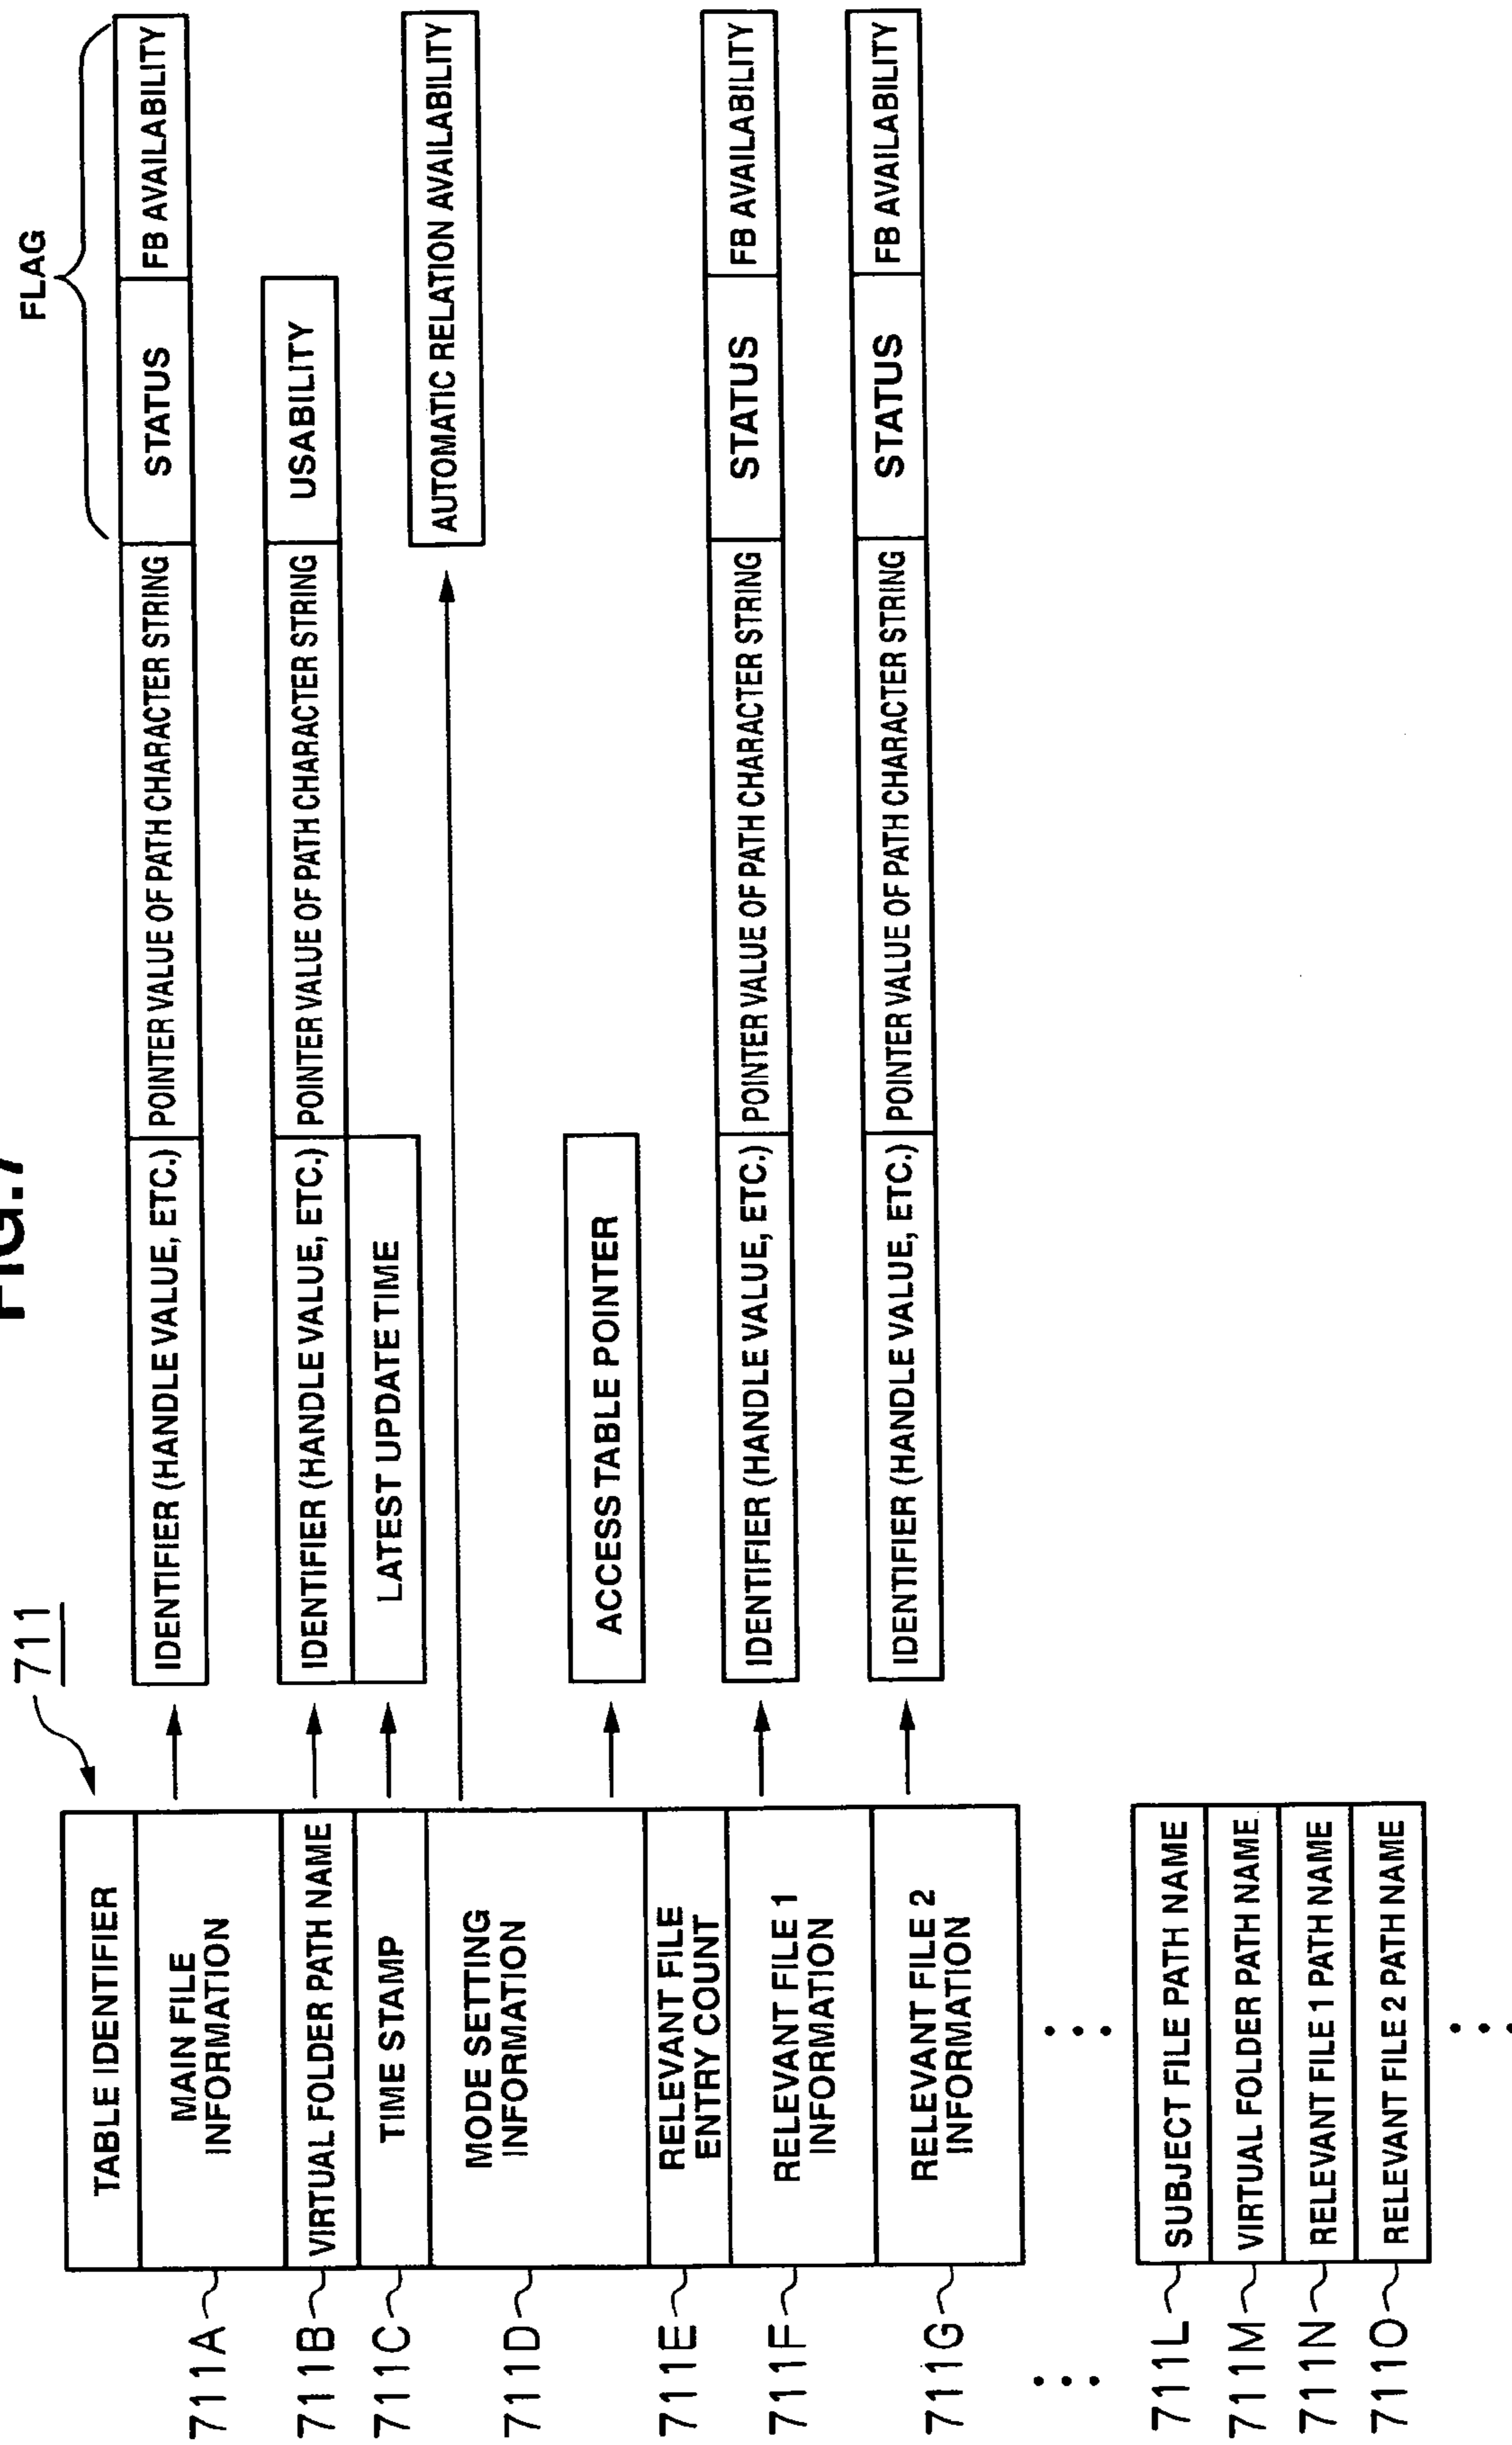 FIG.7
711
FLAG
TABLE IDENTIFIER
711A
MAIN FILE
INFORMATION
IDENTIFIER (HANDLE VALUE, ETC.)
POINTER VALUE OF PATH CHARACTER STRING
STATUS
FB AVAILABILITY
711B
VIRTUAL FOLDER PATH NAME
IDENTIFIER (HANDLE VALUE, ETC.)
POINTER VALUE OF PATH CHARACTER STRING
USABILITY
711C
TIME STAMP
LATEST UPDATE TIME
711D
MODE SETTING
INFORMATION
AUTOMATIC RELATION AVAILABILITY
ACCESS TABLE POINTER
711E
RELEVANT FILE
ENTRY COUNT
711F
RELEVANT FILE 1
INFORMATION
IDENTIFIER (HANDLE VALUE, ETC.)
POINTER VALUE OF PATH CHARACTER STRING
STATUS
FB AVAILABILITY
711G
RELEVANT FILE 2
INFORMATION
IDENTIFIER (HANDLE VALUE, ETC.)
POINTER VALUE OF PATH CHARACTER STRING
STATUS
FB AVAILABILITY
711L
SUBJECT FILE PATH NAME
711M
VIRTUAL FOLDER PATH NAME
711N
RELEVANT FILE 1 PATH NAME
711O
RELEVANT FILE 2 PATH NAME